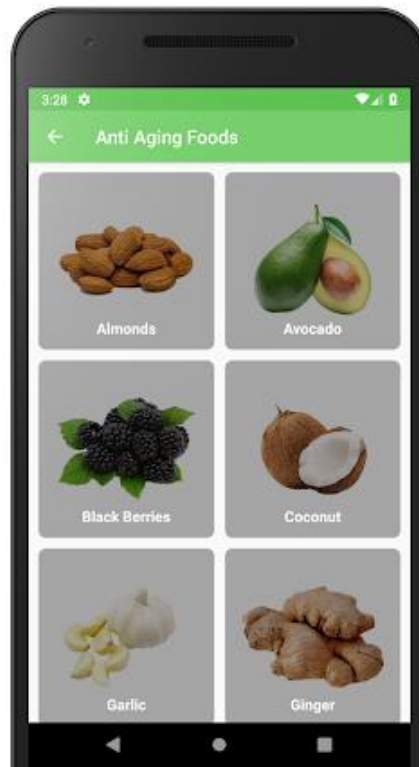 3:28
Anti Aging Foods
Almonds
Avocado
Black Berries
Coconut
Garlic
Ginger